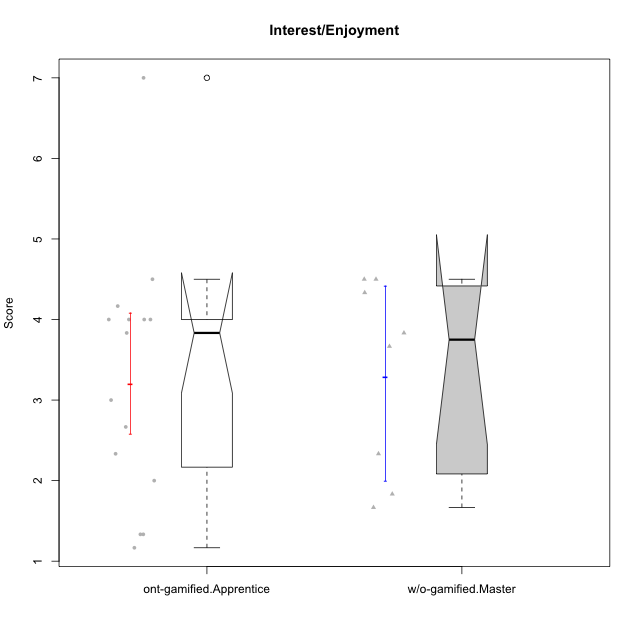 Interest/Enjoyment
7
6
5
4
3
2
1
Score
ont-gamified.Apprentice
w/o-gamified.Master